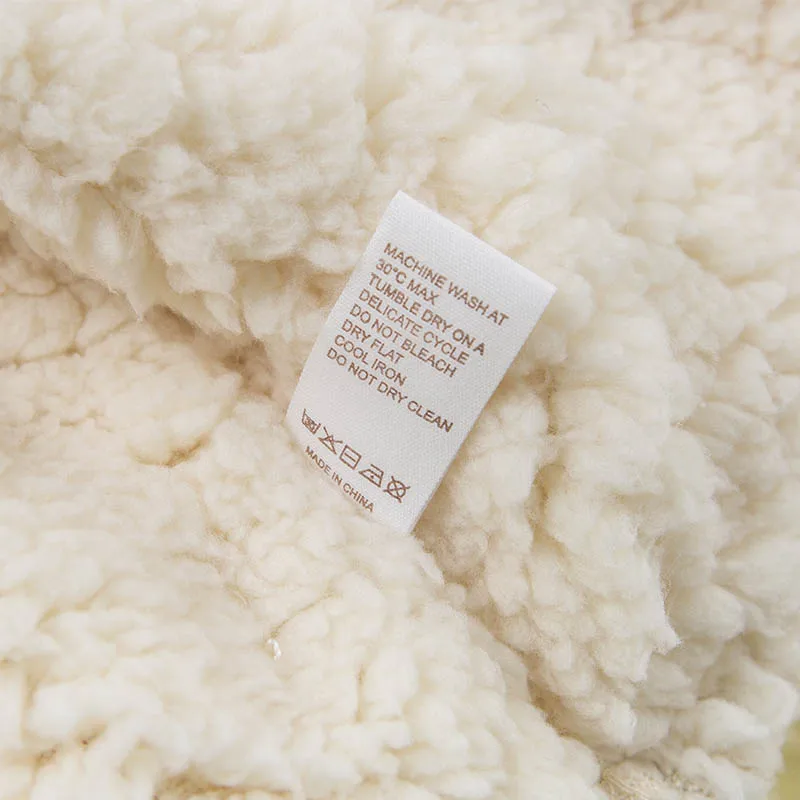 MACHINE WASH AT
30°C MAX
TUMBLE DRY ON A
DELICATE CYCLE
DO NOT BLEACH
DRY FLAT
COOL IRON
DO NOT DRY CLEAN
MADE IN CHINA